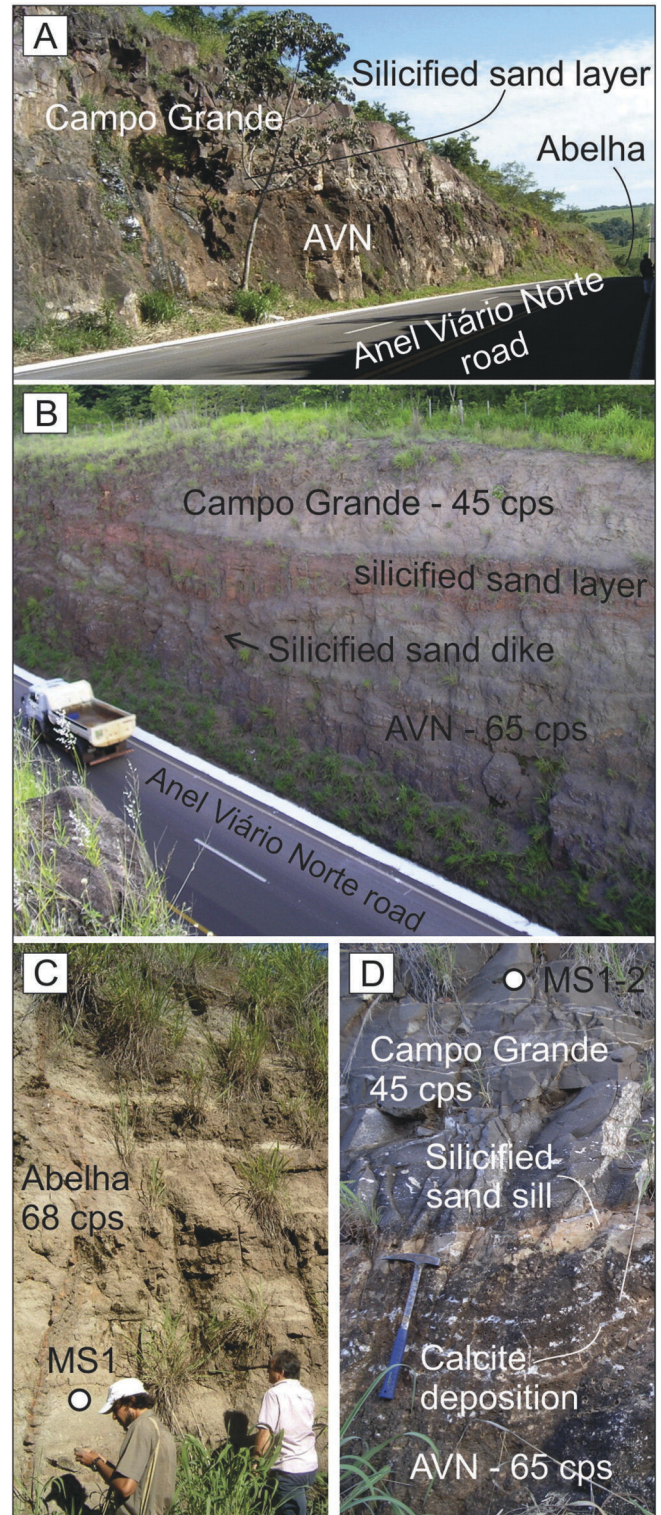 A
Silicified sand layer
Campo Grande
Abelha
AVN
Anel Viário Norte
road
B
Campo Grande - 45 cps
silicified sand layer
Silicified sand dike
AVN - 65 cps
Anel Viário Norte road
C
Abelha
68 cps
MS1
D
MS1-2
Campo Grande
45 cps
Silicified
sand sill
Calcite
deposition
AVN - 65 cps